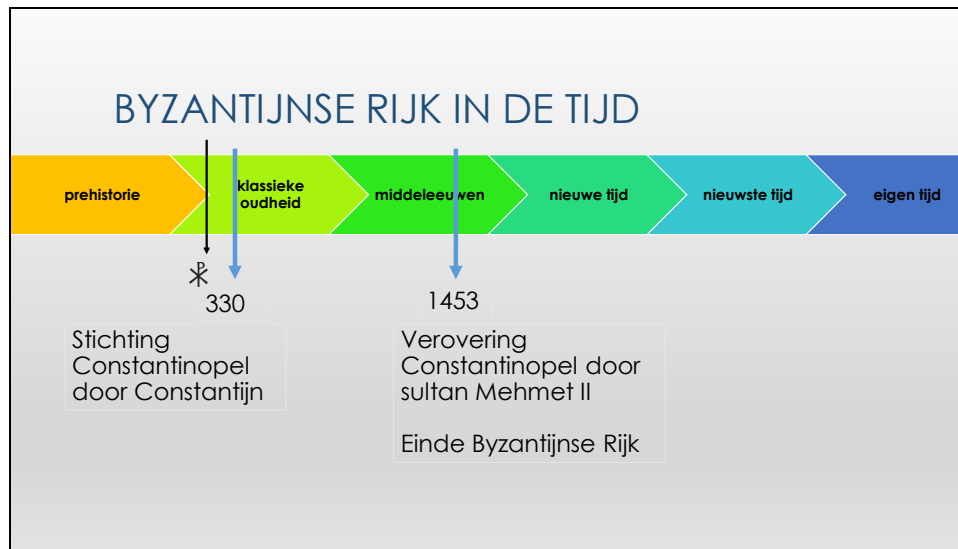 BYZANTIJNSE RIJK IN DE TIJD
prehistorie
klassieke
oudheid
middeleeuwen
nieuwe tijd
nieuwste tijd
eigen tijd
☧
330
Stichting
Constantinopel
door Constantijn
1453
Verovering
Constantinopel door
sultan Mehmet II
Einde Byzantijnse Rijk